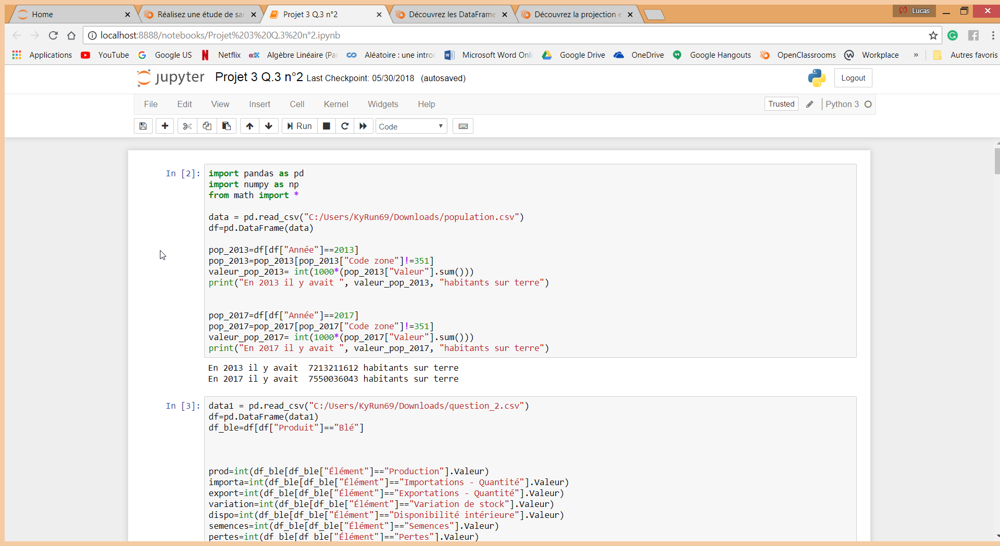 Home
Réalisez une étude de sa
Projet 3 Q.3 n°2
Découvrez les DataFrame
Découvrez la projection e
Lucas
localhost:8888/notebooks/Projet%203%20Q.3%20n°2.ipynb
Applications YouTube Google US Netflix edX Algèbre Linéaire (Pa Aléatoire : une intro Microsoft Word Onli Google Drive OneDrive Google Hangouts OpenClassrooms Workplace » Autres favoris
jupyter Projet 3 Q.3 n°2 Last Checkpoint: 05/30/2018 (autosaved) Logout
File Edit View Insert Cell Kernel Widgets Help Trusted Python 3
Run Code
In [2]: import pandas as pd
import numpy as np
from math import *
data = pd.read_csv("C:/Users/KyRun69/Downloads/population.csv")
df=pd.DataFrame(data)
pop_2013=df[df["Année"]==2013]
pop_2013=pop_2013[pop_2013["Code zone"]!=351]
valeur_pop_2013= int(1000*(pop_2013["Valeur"].sum()))
print("En 2013 il y avait ", valeur_pop_2013, "habitants sur terre")
pop_2017=df[df["Année"]==2017]
pop_2017=pop_2017[pop_2017["Code zone"]!=351]
valeur_pop_2017= int(1000*(pop_2017["Valeur"].sum()))
print("En 2017 il y avait ", valeur_pop_2017, "habitants sur terre")
En 2013 il y avait  7213211612 habitants sur terre
En 2017 il y avait  7550036043 habitants sur terre
In [3]: data1 = pd.read_csv("C:/Users/KyRun69/Downloads/question_2.csv")
df=pd.DataFrame(data1)
df_ble=df[df["Produit"]=="Blé"]
prod=int(df_ble[df_ble["Élément"]=="Production"].Valeur)
importa=int(df_ble[df_ble["Élément"]=="Importations - Quantité"].Valeur)
export=int(df_ble[df_ble["Élément"]=="Exportations - Quantité"].Valeur)
variation=int(df_ble[df_ble["Élément"]=="Variation de stock"].Valeur)
dispo=int(df_ble[df_ble["Élément"]=="Disponibilité intérieure"].Valeur)
semences=int(df_ble[df_ble["Élément"]=="Semences"].Valeur)
pertes=int(df_ble[df_ble["Élément"]=="Pertes"].Valeur)